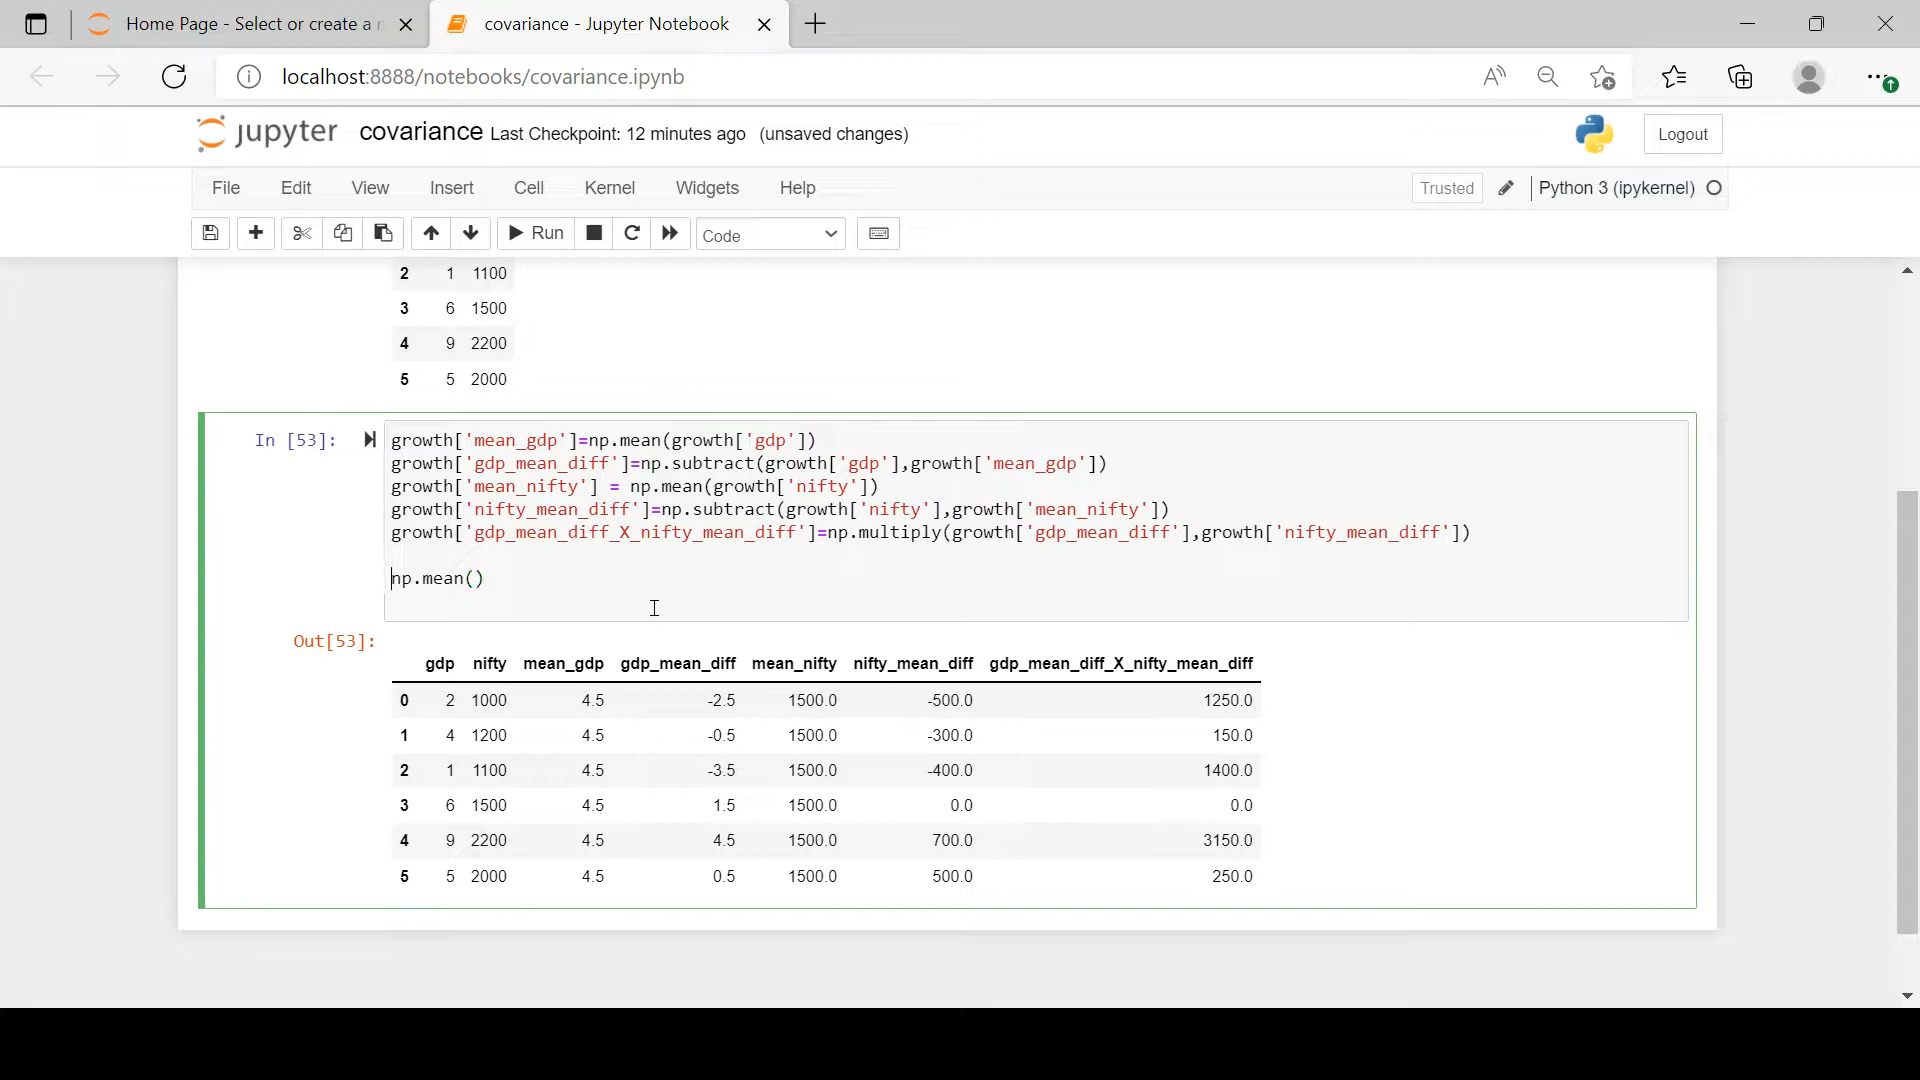 Home Page - Select or create a n
covariance - Jupyter Notebook
localhost:8888/notebooks/covariance.ipynb
jupyter covariance Last Checkpoint: 12 minutes ago (unsaved changes)
Logout
File Edit View Insert Cell Kernel Widgets Help
Trusted Python 3 (ipykernel)
Run Code
2 1 1100
3 6 1500
4 9 2200
5 5 2000
In [53]: growth['mean_gdp']=np.mean(growth['gdp'])
growth['gdp_mean_diff']=np.subtract(growth['gdp'],growth['mean_gdp'])
growth['mean_nifty'] = np.mean(growth['nifty'])
growth['nifty_mean_diff']=np.subtract(growth['nifty'],growth['mean_nifty'])
growth['gdp_mean_diff_X_nifty_mean_diff']=np.multiply(growth['gdp_mean_diff'],growth['nifty_mean_diff'])
np.mean()
Out[53]:
gdp nifty mean_gdp gdp_mean_diff mean_nifty nifty_mean_diff gdp_mean_diff_X_nifty_mean_diff
0 2 1000 4.5 -2.5 1500.0 -500.0 1250.0
1 4 1200 4.5 -0.5 1500.0 -300.0 150.0
2 1 1100 4.5 -3.5 1500.0 -400.0 1400.0
3 6 1500 4.5 1.5 1500.0 0.0 0.0
4 9 2200 4.5 4.5 1500.0 700.0 3150.0
5 5 2000 4.5 0.5 1500.0 500.0 250.0